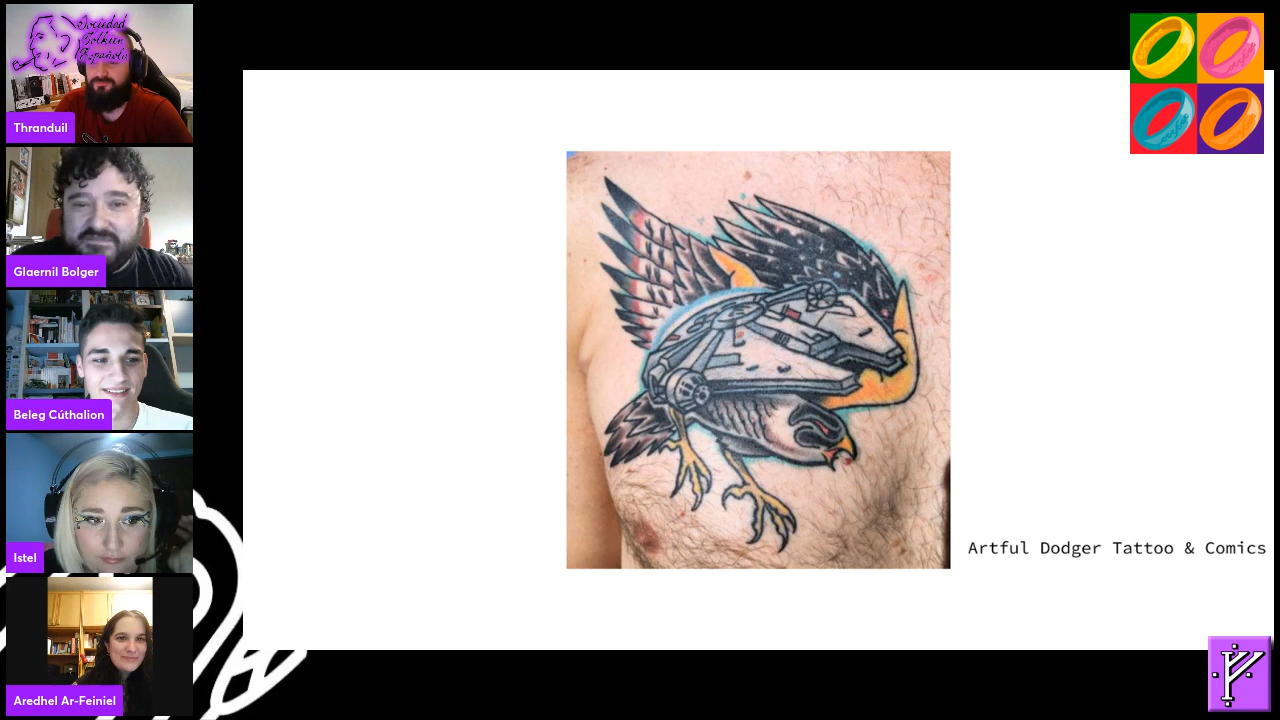 Sociedad
Tolkien
Española
Thranduil
Glaernil Bolger
Beleg Cúthalion
Istel
Aredhel Ar-Feiniel
Artful Dodger Tattoo & Comics